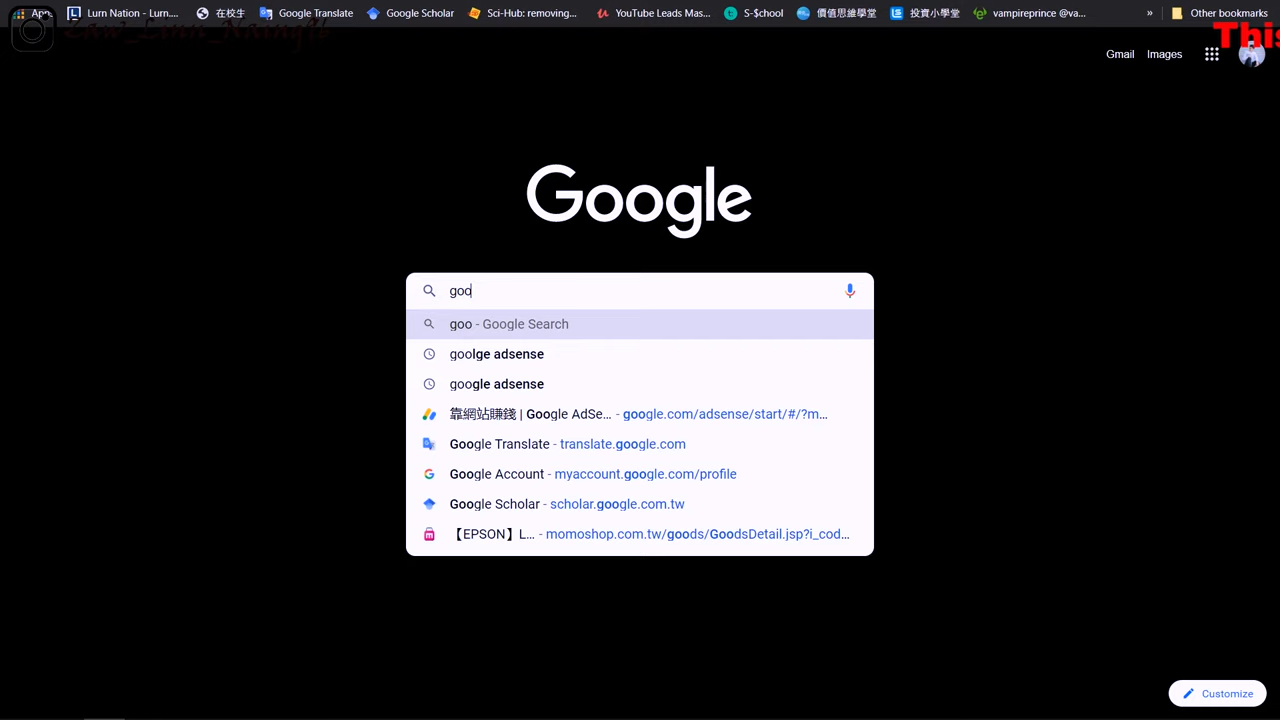 Apps Lurn Nation - Lurn.... 在校生 Google Translate Google Scholar Sci-Hub: removing... YouTube Leads Mas... S-$chool 價值思維學堂 投資小學堂 vampireprince @va... » Other bookmarks
This
Gmail Images
Google
goo
goo - Google Search
goolge adsense
google adsense
靠網站賺錢 | Google AdSe... - google.com/adsense/start/#/?m...
Google Translate - translate.google.com
Google Account - myaccount.google.com/profile
Google Scholar - scholar.google.com.tw
【EPSON】L... - momoshop.com.tw/goods/GoodsDetail.jsp?i_cod...
Customize